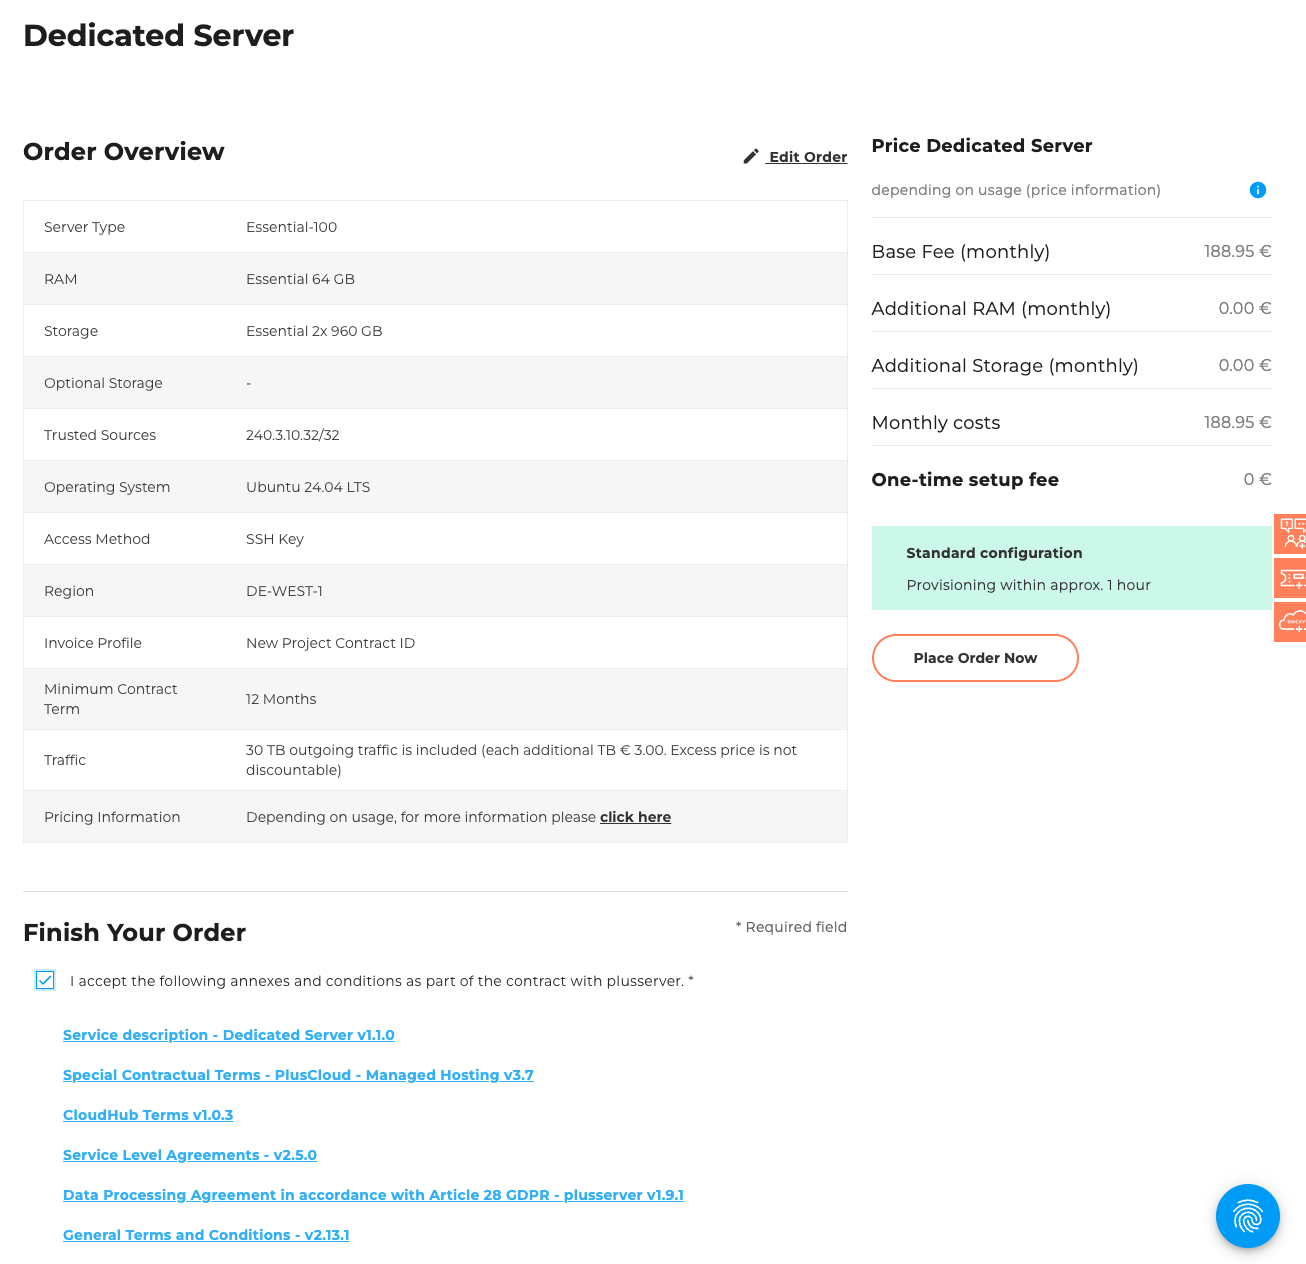 Dedicated Server
Order Overview
Edit Order
Server Type Essential-100
RAM Essential 64 GB
Storage Essential 2x 960 GB
Optional Storage -
Trusted Sources 240.3.10.32/32
Operating System Ubuntu 24.04 LTS
Access Method SSH Key
Region DE-WEST-1
Invoice Profile New Project Contract ID
Minimum Contract
Term
12 Months
Traffic
30 TB outgoing traffic is included (each additional TB € 3.00. Excess price is not
discountable)
Pricing Information Depending on usage, for more information please click here
Price Dedicated Server
depending on usage (price information)
Base Fee (monthly) 188.95 €
Additional RAM (monthly) 0.00 €
Additional Storage (monthly) 0.00 €
Monthly costs 188.95 €
One-time setup fee 0 €
Standard configuration
Provisioning within approx. 1 hour
Place Order Now
Finish Your Order
* Required field
I accept the following annexes and conditions as part of the contract with plusserver. *
Service description - Dedicated Server v1.1.0
Special Contractual Terms - PlusCloud - Managed Hosting v3.7
CloudHub Terms v1.0.3
Service Level Agreements - v2.5.0
Data Processing Agreement in accordance with Article 28 GDPR - plusserver v1.9.1
General Terms and Conditions - v2.13.1